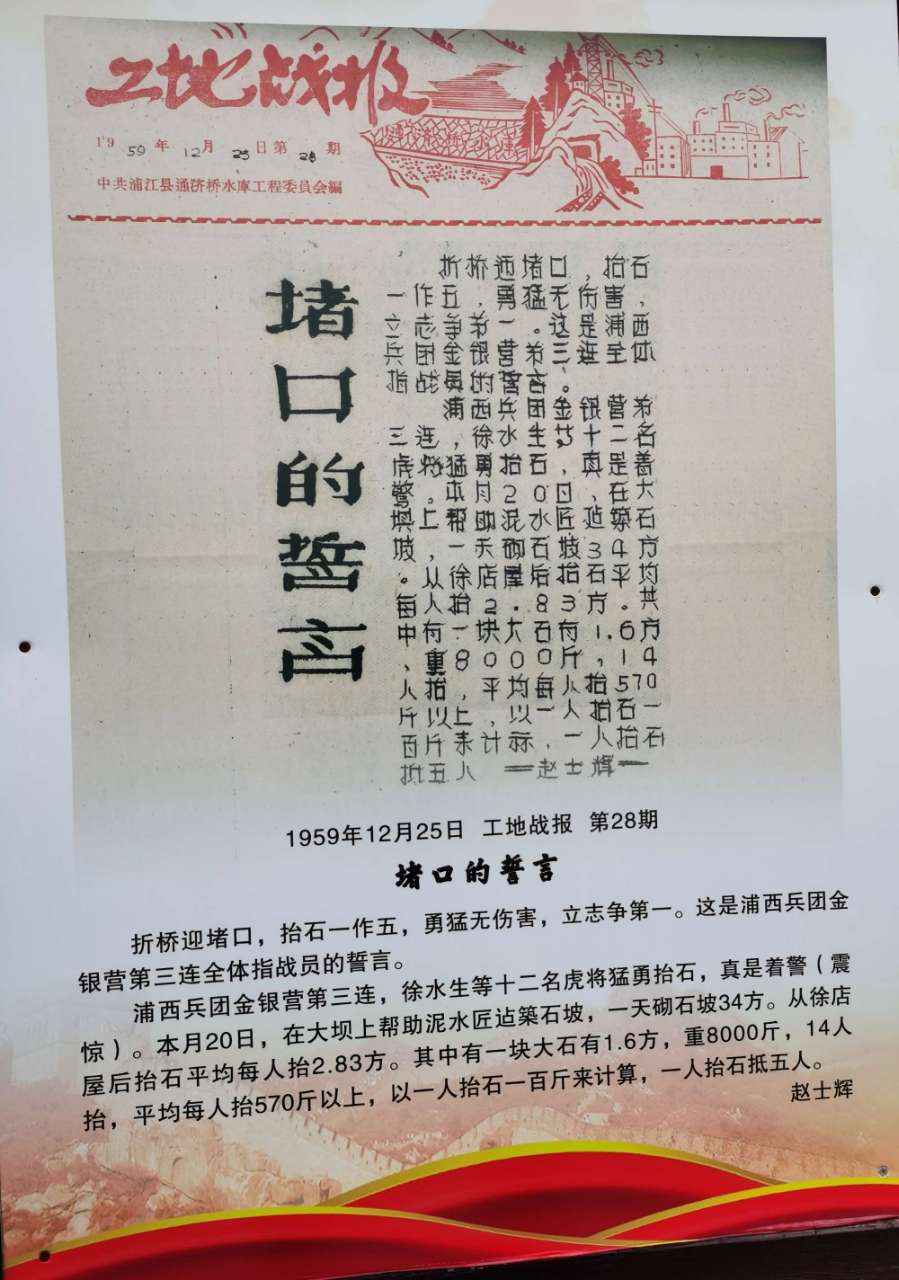 工地战报
1959年12月25日第28期
中共浦江县通济桥水库工程委员会编
堵口的誓言
折桥迎堵口，抬石
一作五，勇猛无伤害，
立志争第一。这是浦西
兵团金银营第三连全体
指战员的誓言。
浦西兵团金银营第
三连，徐水生等十二名
虎将猛勇抬石，真是着
驚。本月20日，在大
坝上帮助泥水匠迠築石
坡，一天砌石坡34方
。从徐店屋后抬石平均
每人抬2.83方。其
中有一块大石有1.6方
、重8000斤，14
人抬，平均每人抬570
斤以上，以一人抬石一
百斤来计祘，一人抬石
抵五人 ——赵士辉——
1959年12月25日 工地战报 第28期
堵口的誓言
折桥迎堵口，抬石一作五，勇猛无伤害，立志争第一。这是浦西兵团金
银营第三连全体指战员的誓言。
浦西兵团金银营第三连，徐水生等十二名虎将猛勇抬石，真是着警（震
惊）。本月20日，在大坝上帮助泥水匠迠築石坡，一天砌石坡34方。从徐店
屋后抬石平均每人抬2.83方。其中有一块大石有1.6方，重8000斤，14人
抬，平均每人抬570斤以上，以一人抬石一百斤来计算，一人抬石抵五人。
赵士辉